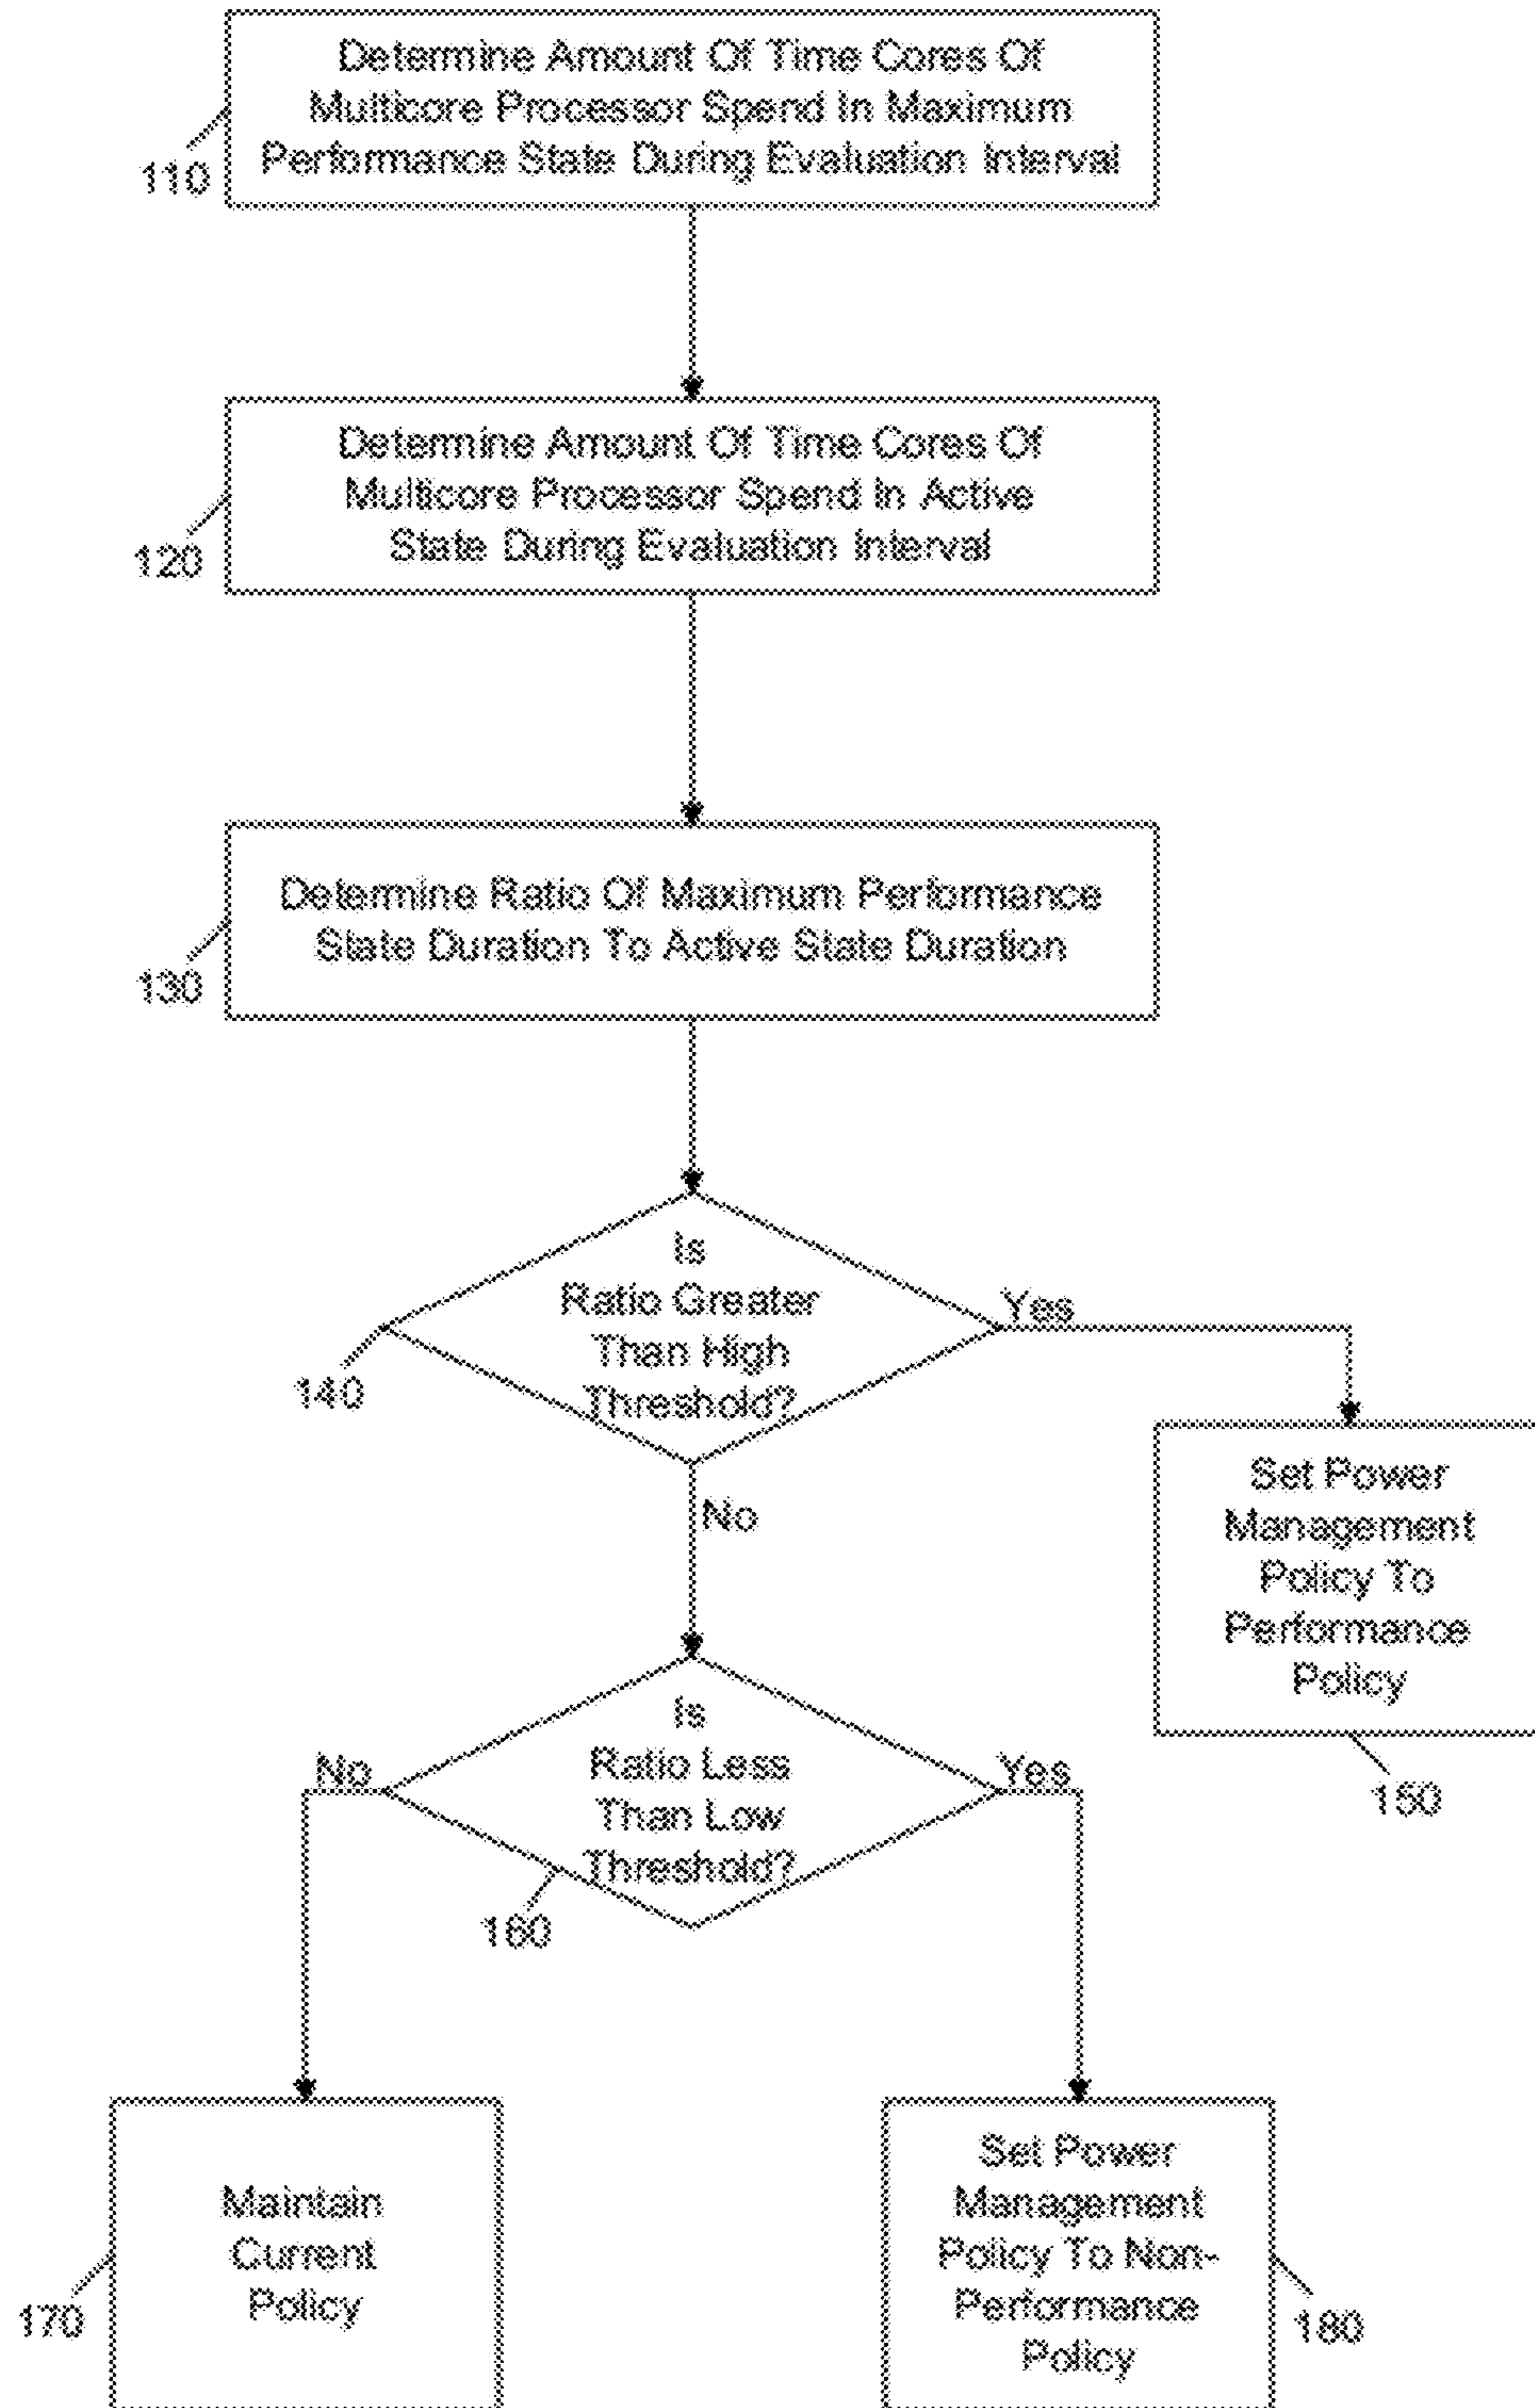 Determine Amount Of Time Cores Of
Multicore Processor Spend In Maximum
Performance State During Evaluation Interval
110
Determine Amount Of Time Cores Of
Multicore Processor Spend In Active
State During Evaluation Interval
120
Determine Ratio Of Maximum Performance
State Duration To Active State Duration
130
Is
Ratio Greater
Than High
Threshold?
Yes
140
No
Set Power
Management
Policy To
Performance
Policy
150
Is
Ratio Less
Than Low
Threshold?
No
Yes
160
Maintain
Current
Policy
170
Set Power
Management
Policy To Non-
Performance
Policy
180